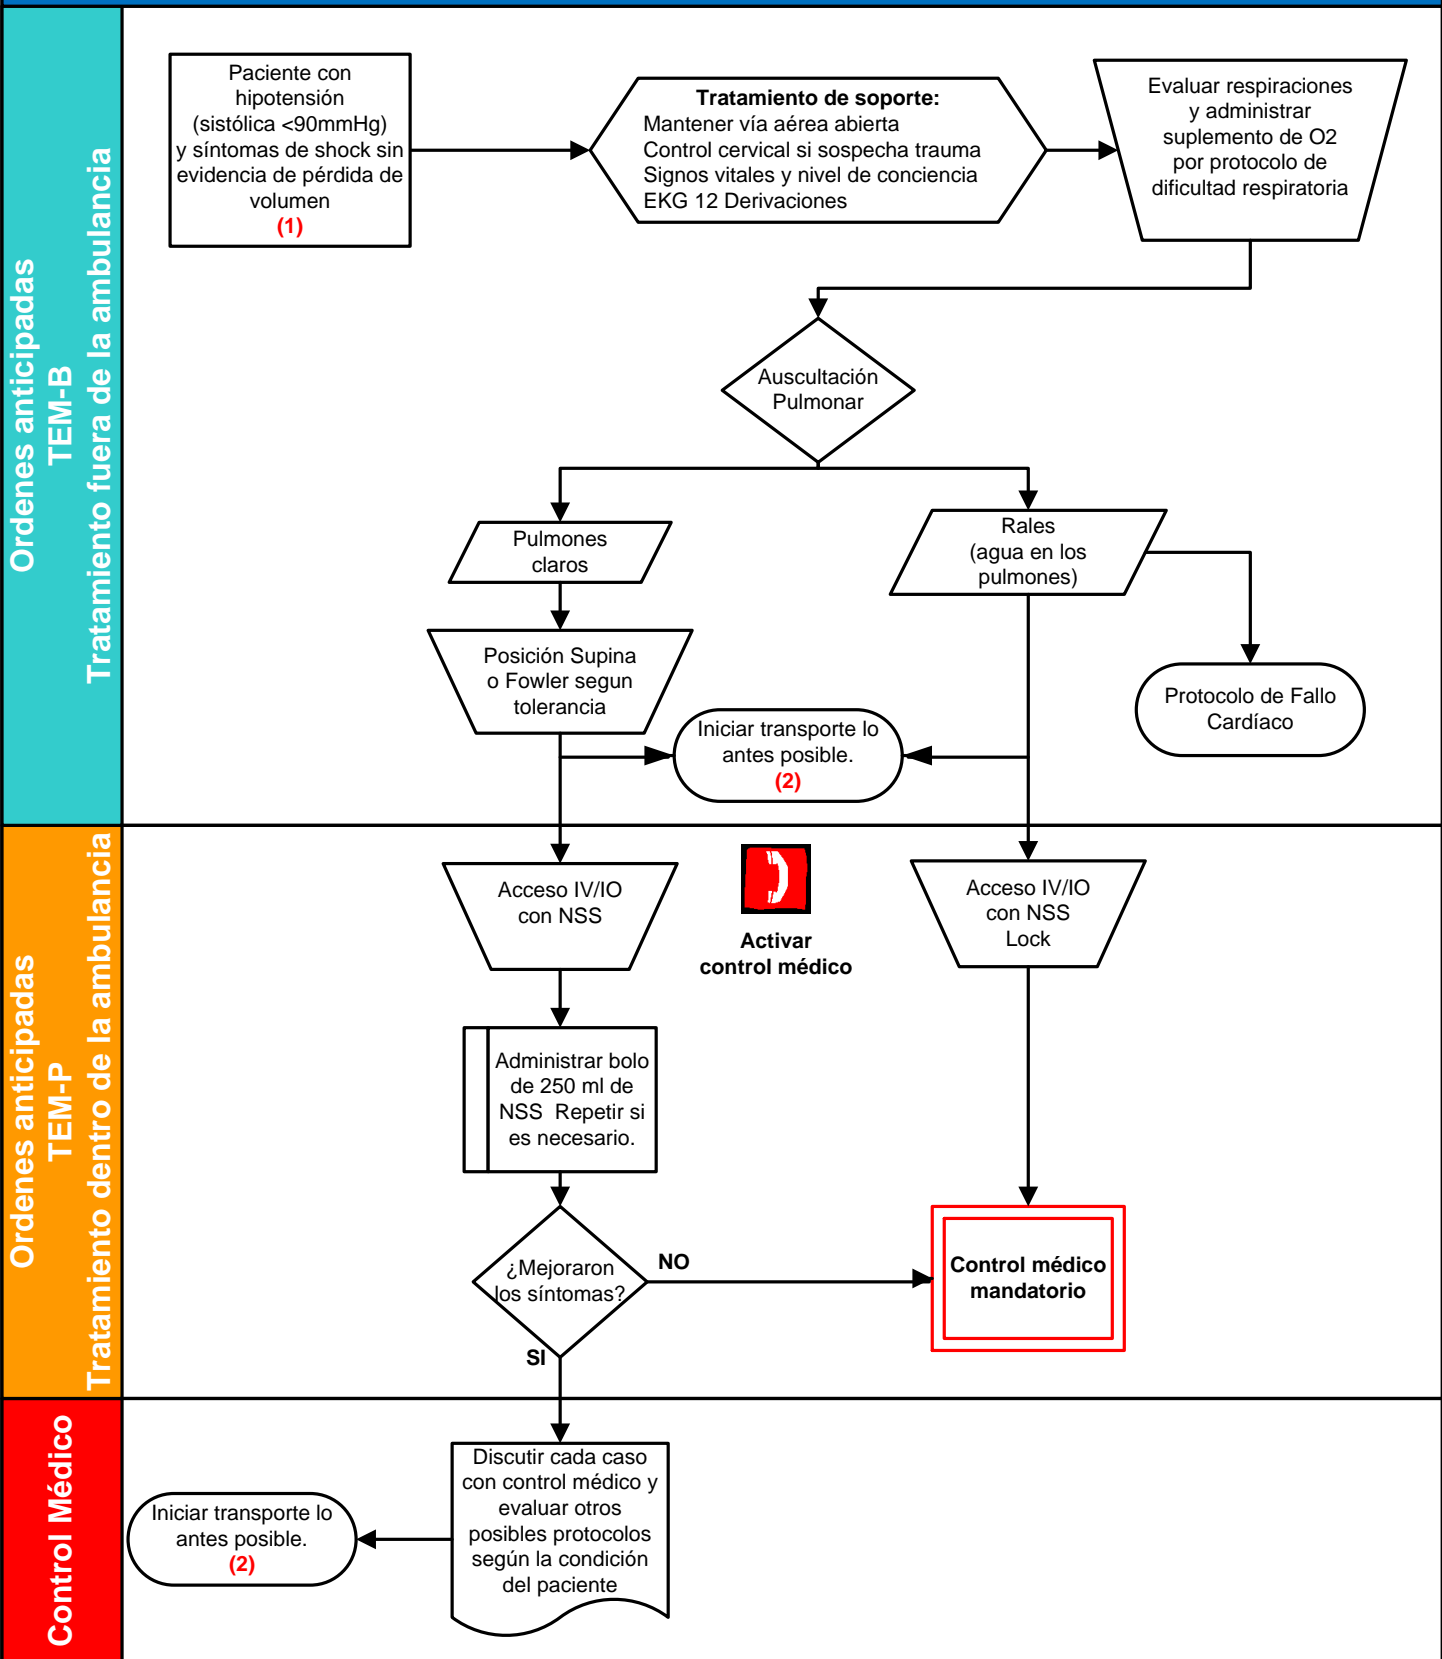 Ordenes anticipadas
TEM-B
Tratamiento fuera de la ambulancia
Paciente con
hipotensión
(sistólica <90mmHg)
y síntomas de shock sin
evidencia de pérdida de
volumen
(1)
Tratamiento de soporte:
Mantener vía aérea abierta
Control cervical si sospecha trauma
Signos vitales y nivel de conciencia
EKG 12 Derivaciones
Evaluar respiraciones
y administrar
suplemento de O2
por protocolo de
dificultad respiratoria
Auscultación
Pulmonar
Pulmones
claros
Rales
(agua en los
pulmones)
Posición Supina
o Fowler segun
tolerancia
Iniciar transporte lo
antes posible.
(2)
Protocolo de Fallo
Cardíaco
Ordenes anticipadas
TEM-P
Tratamiento dentro de la ambulancia
Acceso IV/IO
con NSS
Activar
control médico
Acceso IV/IO
con NSS
Lock
Administrar bolo
de 250 ml de
NSS Repetir si
es necesario.
¿Mejoraron
los síntomas?
NO
SI
Control médico
mandatorio
Control Médico
Discutir cada caso
con control médico y
evaluar otros
posibles protocolos
según la condición
del paciente
Iniciar transporte lo
antes posible.
(2)